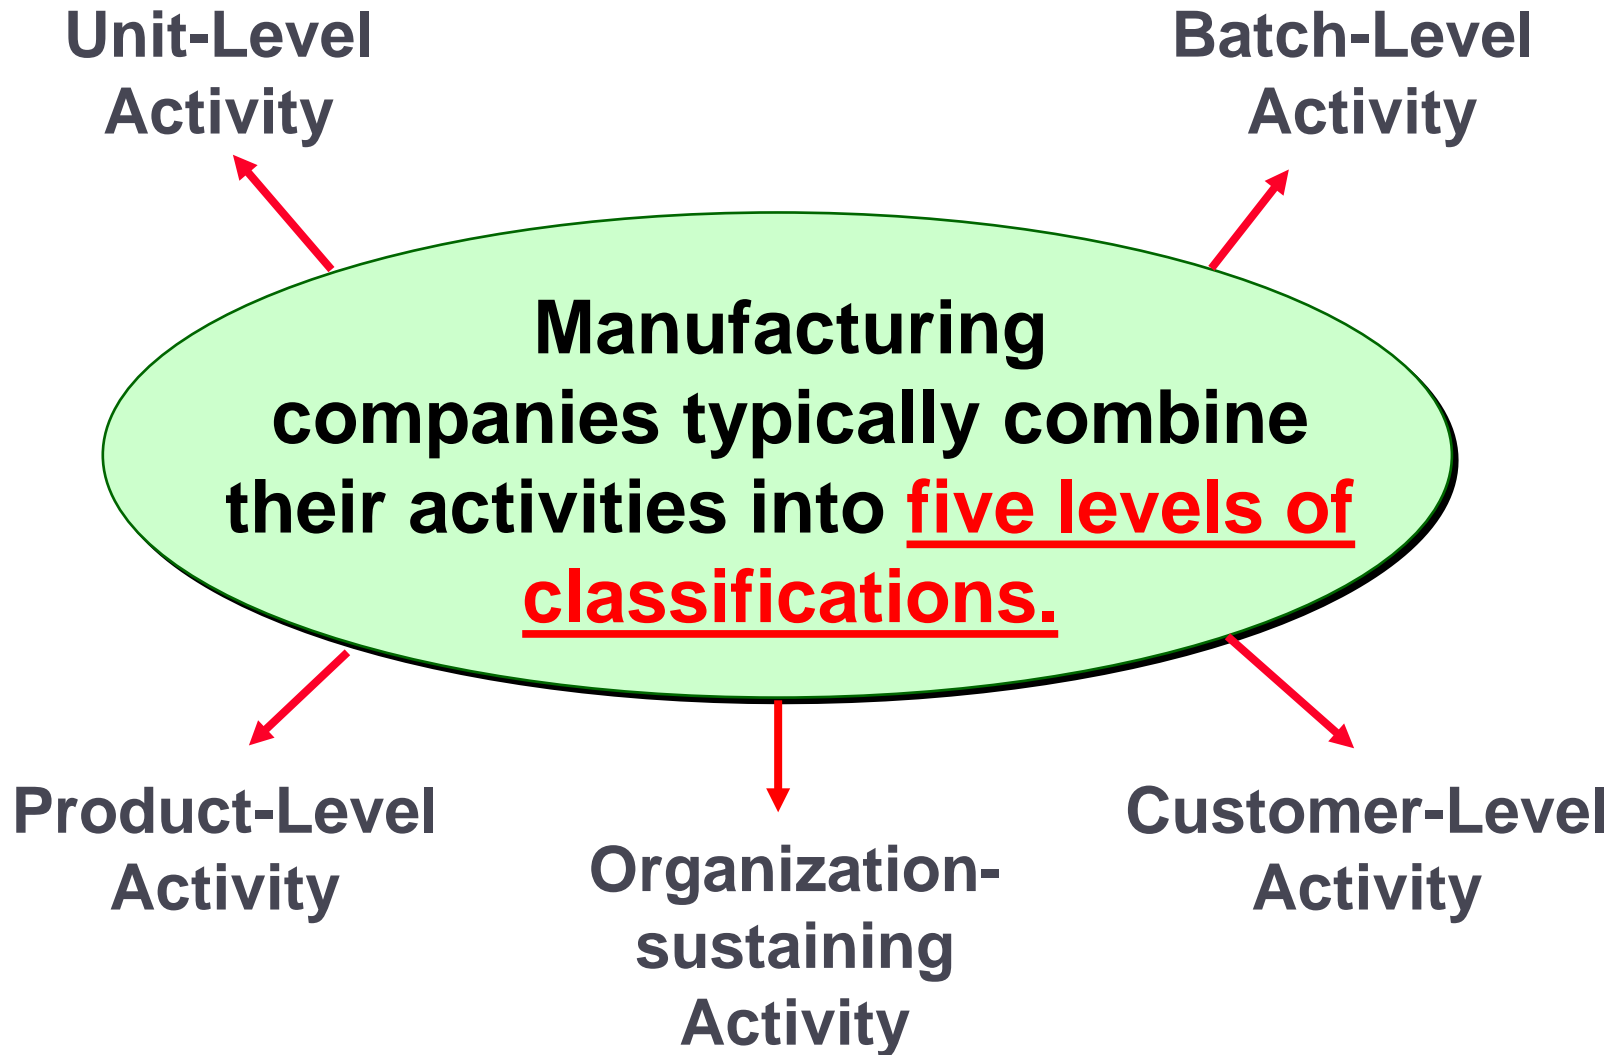 Unit-Level
Activity
Batch-Level
Activity
Manufacturing
companies typically combine
their activities into five levels of
classifications.
Product-Level
Activity
Organization-
sustaining
Activity
Customer-Level
Activity